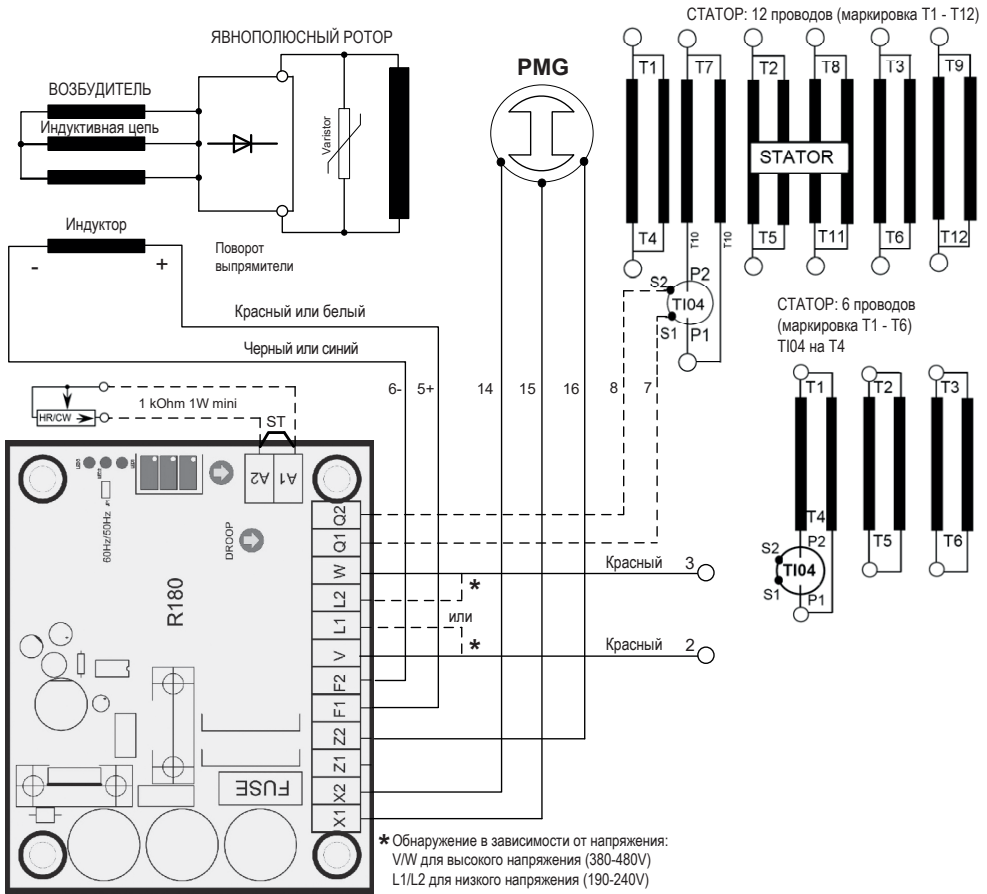 СТАТОР: 12 проводов (маркировка T1 - T12)
ЯВНОПОЛЮСНЫЙ РОТОР
PMG
ВОЗБУДИТЕЛЬ
Индуктивная цепь
Varistor
T1 T7 T2 T8 T3 T9
STATOR
T4 T10 T10 T5 T11 T6 T12
Индуктор
- +
Поворот
выпрямители
S2 P2
TI04
S1 P1
СТАТОР: 6 проводов
(маркировка T1 - T6)
TI04 на T4
Красный или белый
Черный или синий
6- 5+ 14 15 16 8 7
T1 T2 T3
1 kOhm 1W mini
HR/CW
ST
A2 A1
60Hz/50Hz
DROOP
R180
FUSE
Q2
Q1
W
L2
L1
V
F2
F1
Z2
Z1
X2
X1
Красный 3
*
или
*
Красный 2
T4 T5 T6
S2 P2
TI04
S1 P1
* Обнаружение в зависимости от напряжения:
V/W для высокого напряжения (380-480V)
L1/L2 для низкого напряжения (190-240V)